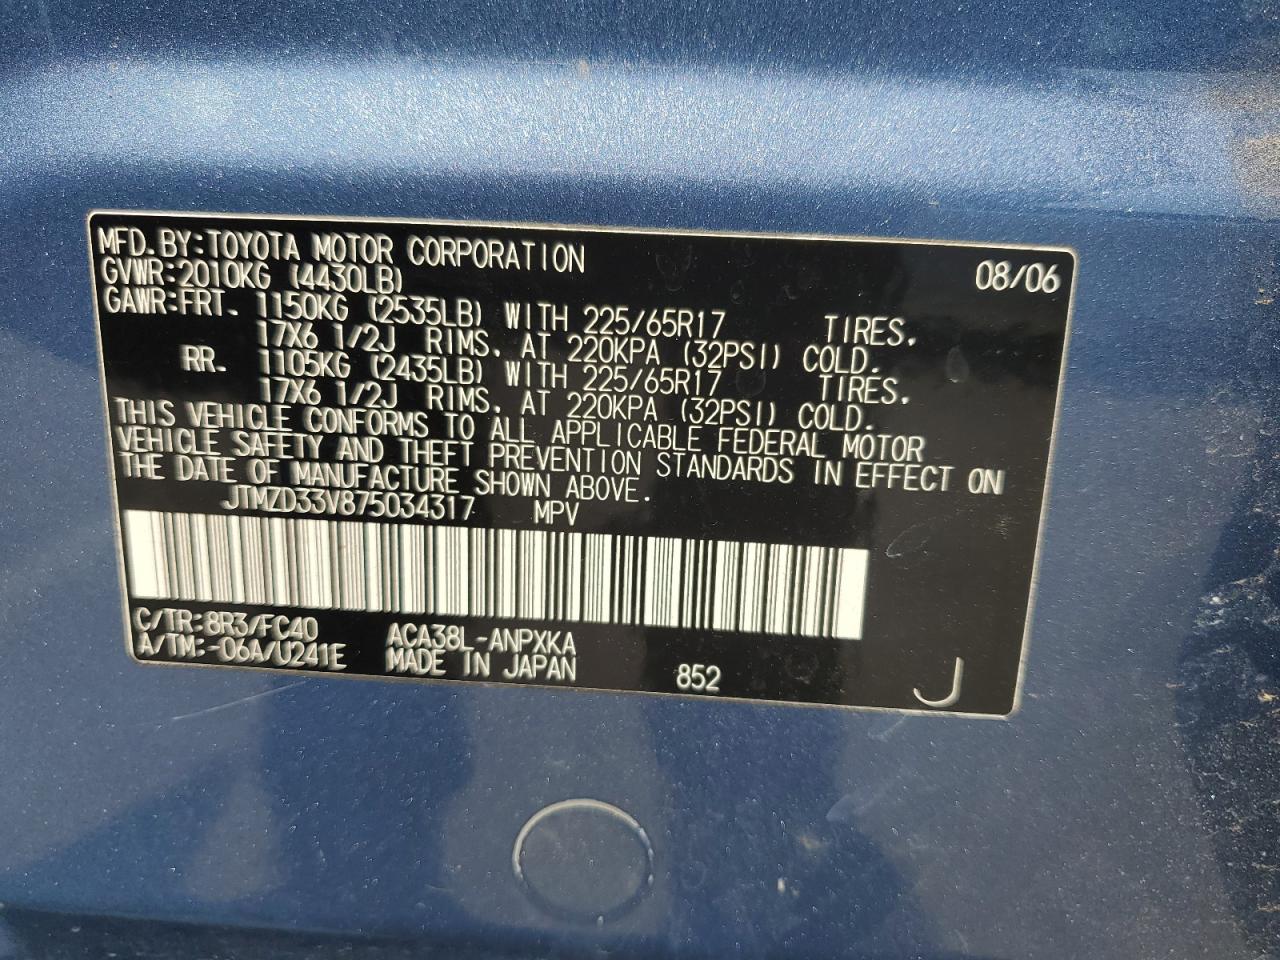 MFD.BY:TOYOTA MOTOR CORPORATION 08/06
GVWR:2010KG (4430LB)
GAWR:FRT. 1150KG (2535LB) WITH 225/65R17 TIRES.
17X6 1/2J RIMS. AT 220KPA (32PSI) COLD.
RR. 1105KG (2435LB) WITH 225/65R17 TIRES.
17X6 1/2J RIMS. AT 220KPA (32PSI) COLD.
THIS VEHICLE CONFORMS TO ALL APPLICABLE FEDERAL MOTOR
VEHICLE SAFETY AND THEFT PREVENTION STANDARDS IN EFFECT ON
THE DATE OF MANUFACTURE SHOWN ABOVE.
JTMZD33V875034317 MPV
C/TR:8R3/FC40 ACA38L-ANPXKA
A/TM:-06A/U241E MADE IN JAPAN 852 J